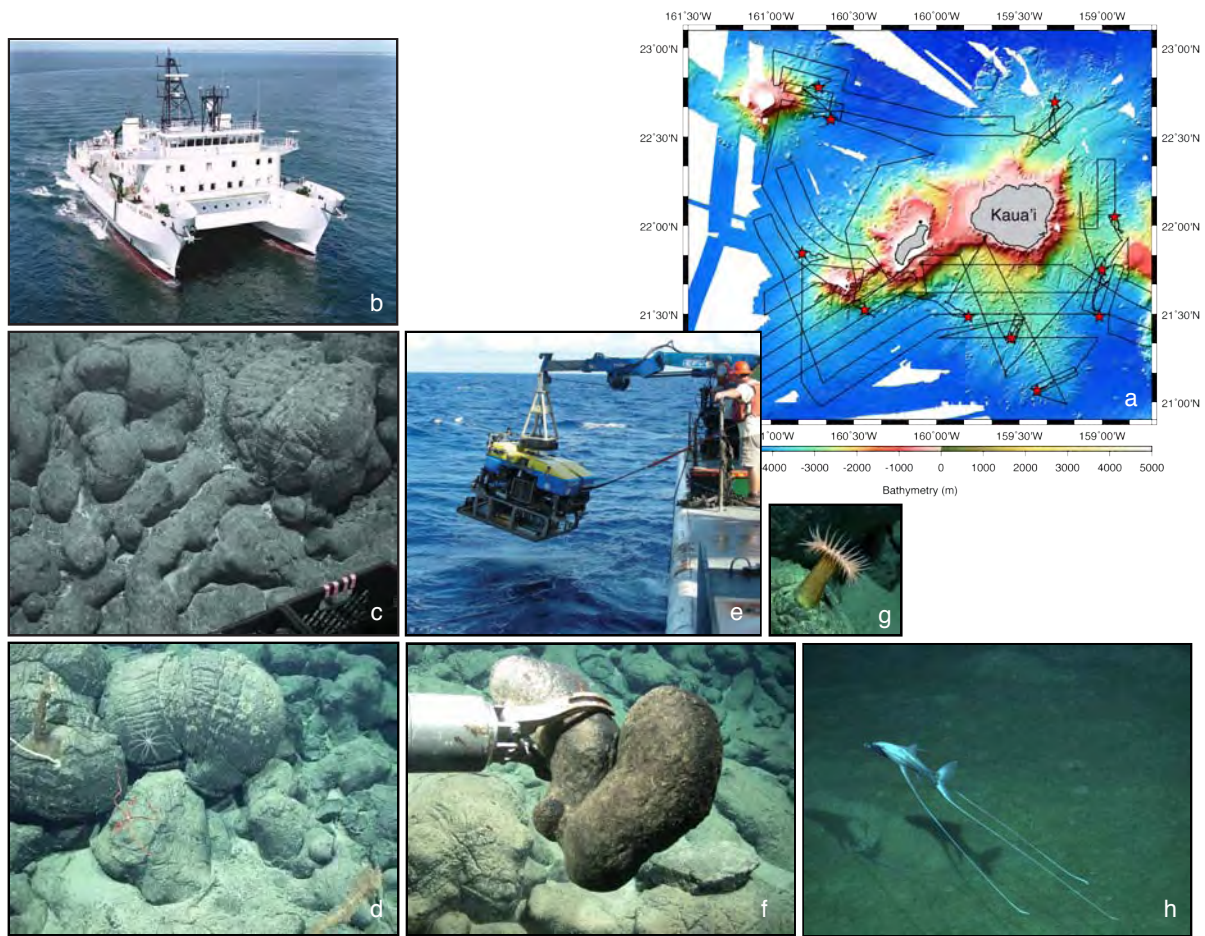 161˚30'W 161˚00'W 160˚30'W 160˚00'W 159˚30'W 159˚00'W
23˚00'N 23˚00'N
22˚30'N 22˚30'N
22˚00'N 22˚00'N
21˚30'N 21˚30'N
21˚00'N 21˚00'N
Kaua'i
a
1˚00'W 160˚30'W 160˚00'W 159˚30'W 159˚00'W
4000 -3000 -2000 -1000 0 1000 2000 3000 4000 5000
Bathymetry (m)
b
c
e
g
d
f
h